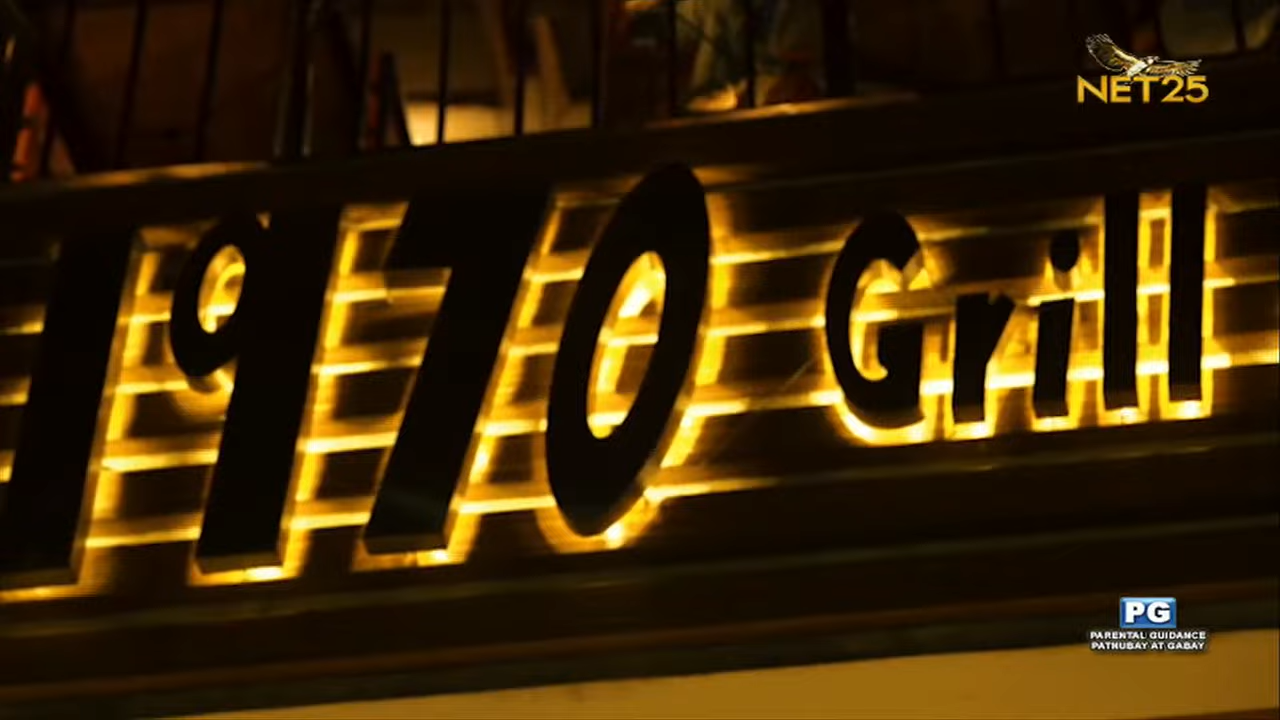 NET25
1970 Grill
PG
PARENTAL GUIDANCE
PATNUBAY AT GABAY